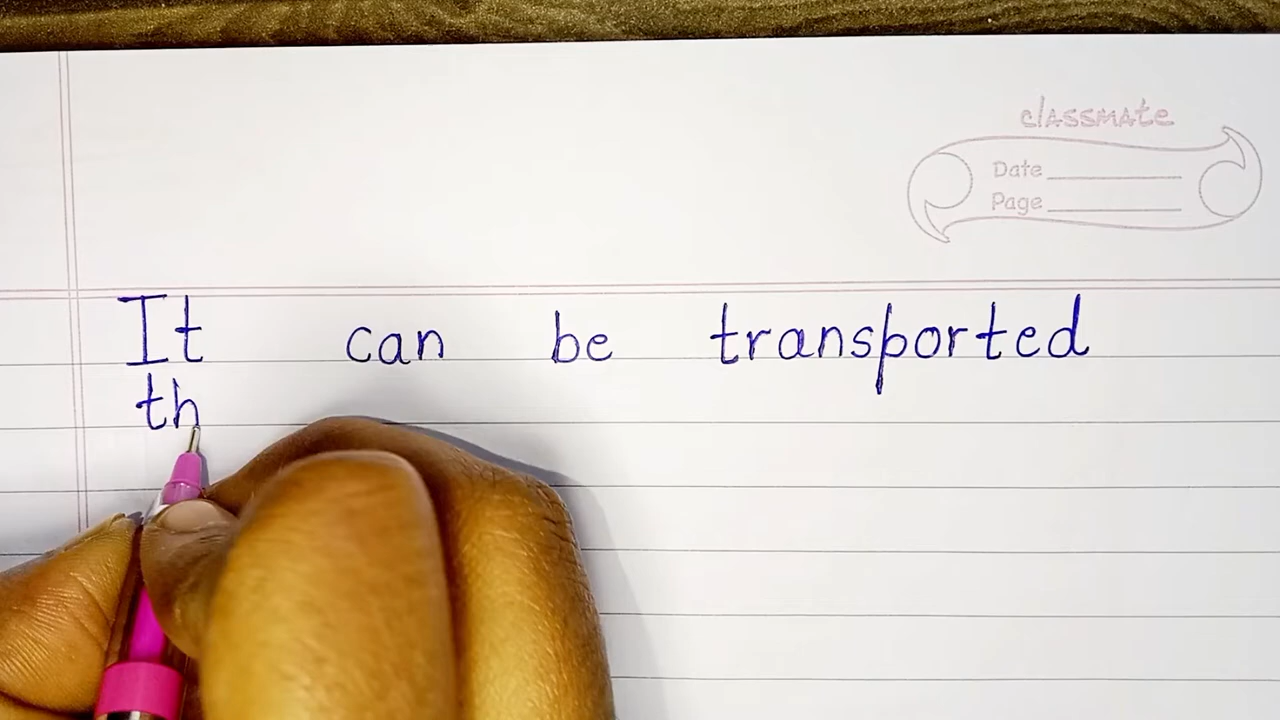 classmate
Date
Page
It can be transported
th